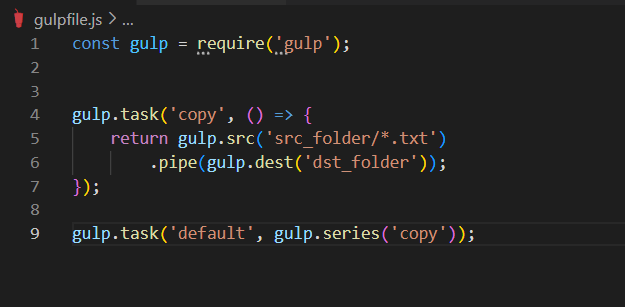 gulpfile.js > ...
1 const gulp = require('gulp');
2
3
4 gulp.task('copy', () => {
5 return gulp.src('src_folder/*.txt')
6 .pipe(gulp.dest('dst_folder'));
7 });
8
9 gulp.task('default', gulp.series('copy'));